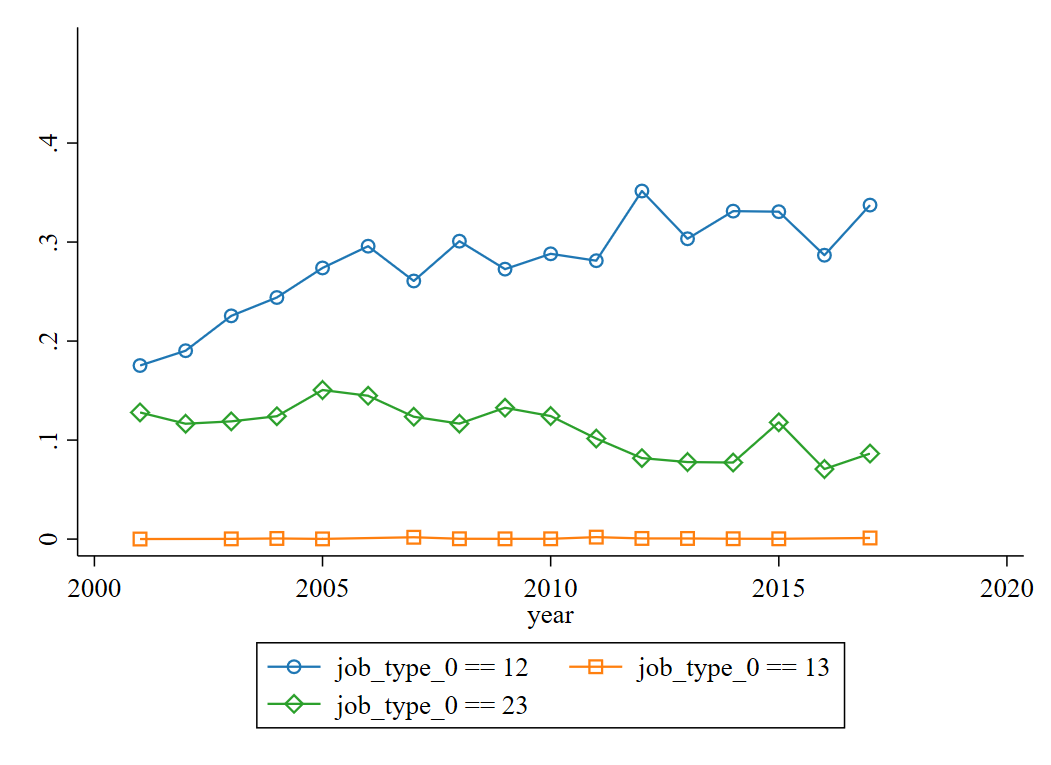 .4
.3
.2
.1
0
2000 2005 2010 2015 2020
year
job_type_0 == 12 job_type_0 == 13
job_type_0 == 23